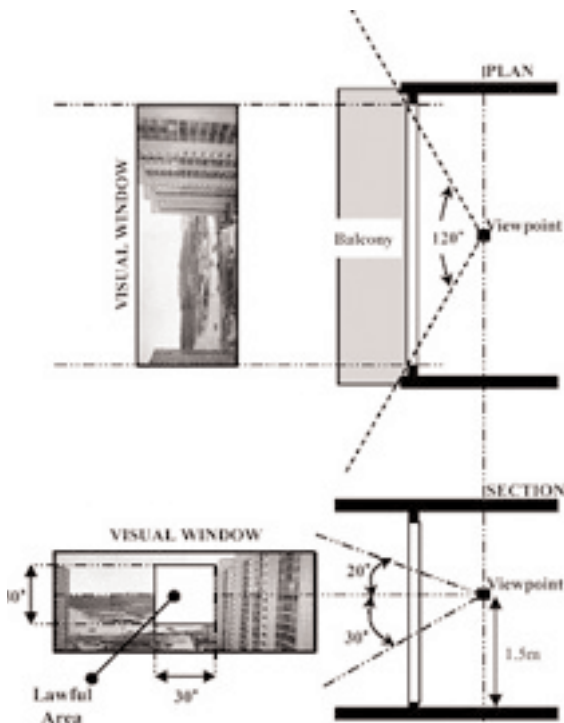 PLAN
VISUAL WINDOW
Viewpoint
Balcony
120°
SECTION
VISUAL WINDOW
20°
Viewpoint
30°
1.5m
30°
Lawful
Area